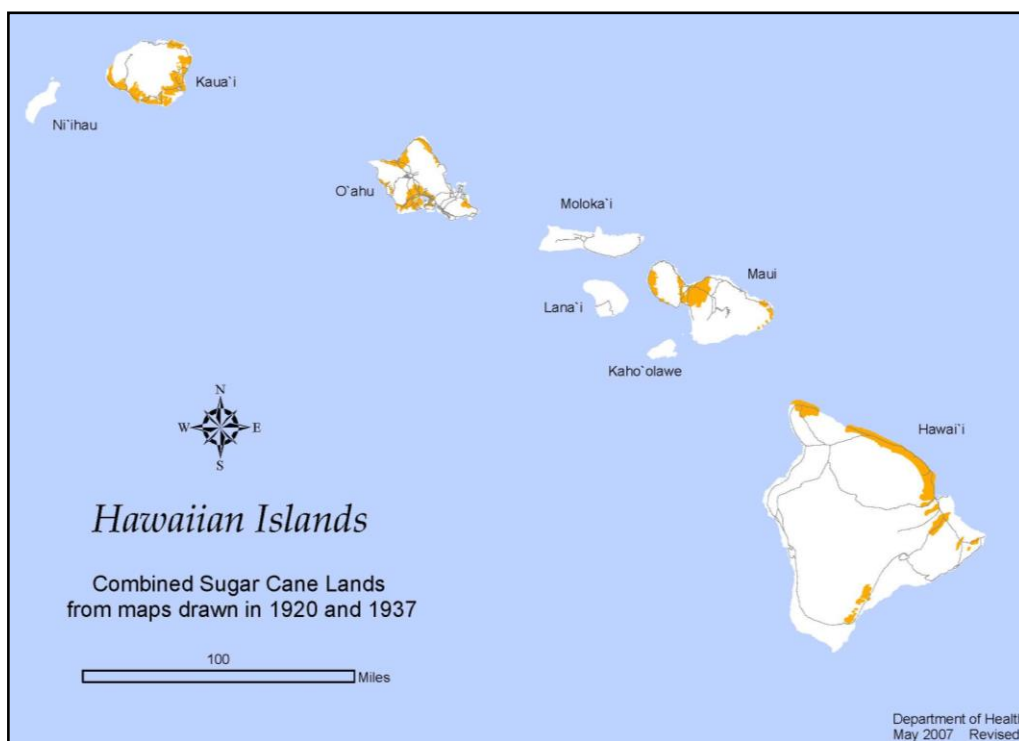 Kaua`i
Ni`ihau
O`ahu
Moloka`i
Maui
Lana`i
Kaho`olawe
N
W E
S
Hawai`i
Hawaiian Islands
Combined Sugar Cane Lands
from maps drawn in 1920 and 1937
100
Miles
Department of Health
May 2007 Revised